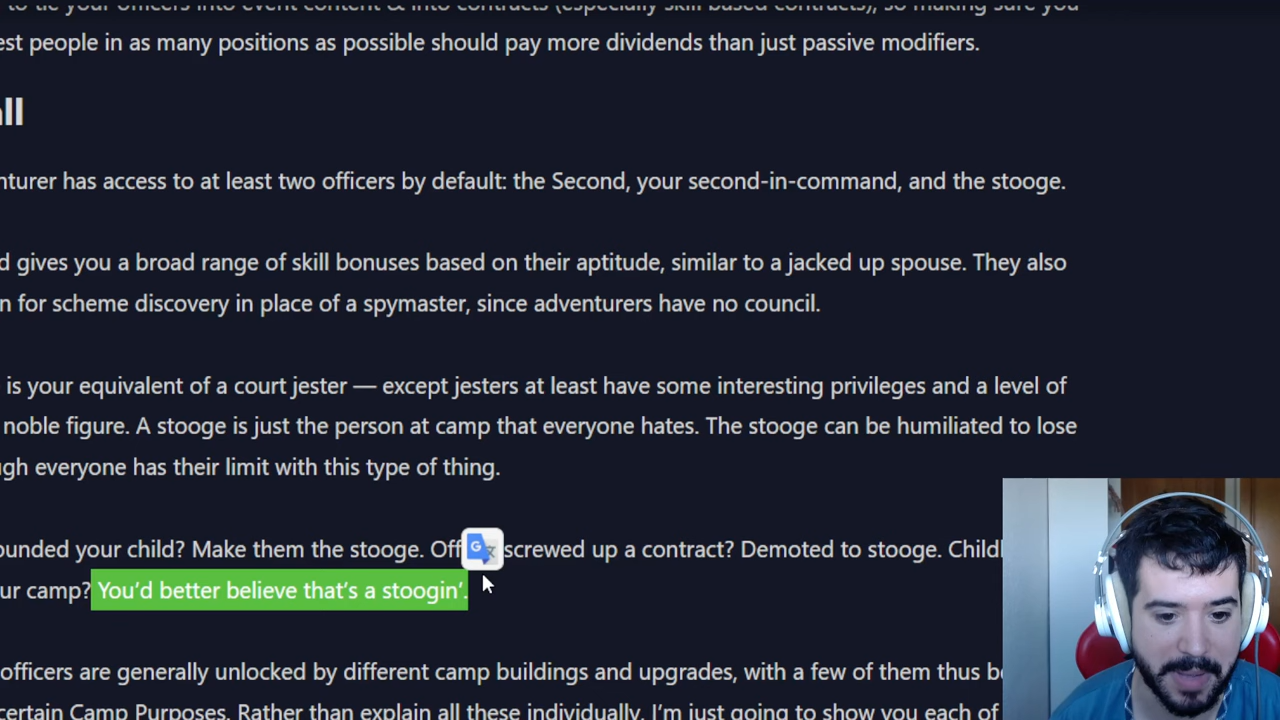 to tie your officers into event content & into contracts (especially skill based contracts), so making sure you
est people in as many positions as possible should pay more dividends than just passive modifiers.
all
nturer has access to at least two officers by default: the Second, your second-in-command, and the stooge.
d gives you a broad range of skill bonuses based on their aptitude, similar to a jacked up spouse. They also
n for scheme discovery in place of a spymaster, since adventurers have no council.
is your equivalent of a court jester — except jesters at least have some interesting privileges and a level of
noble figure. A stooge is just the person at camp that everyone hates. The stooge can be humiliated to lose
ugh everyone has their limit with this type of thing.
ounded your child? Make them the stooge. Off screwed up a contract? Demoted to stooge. Child
ur camp? You’d better believe that’s a stoogin’.
officers are generally unlocked by different camp buildings and upgrades, with a few of them thus be
certain Camp Purposes. Rather than explain all these individually, I’m just going to show you each of